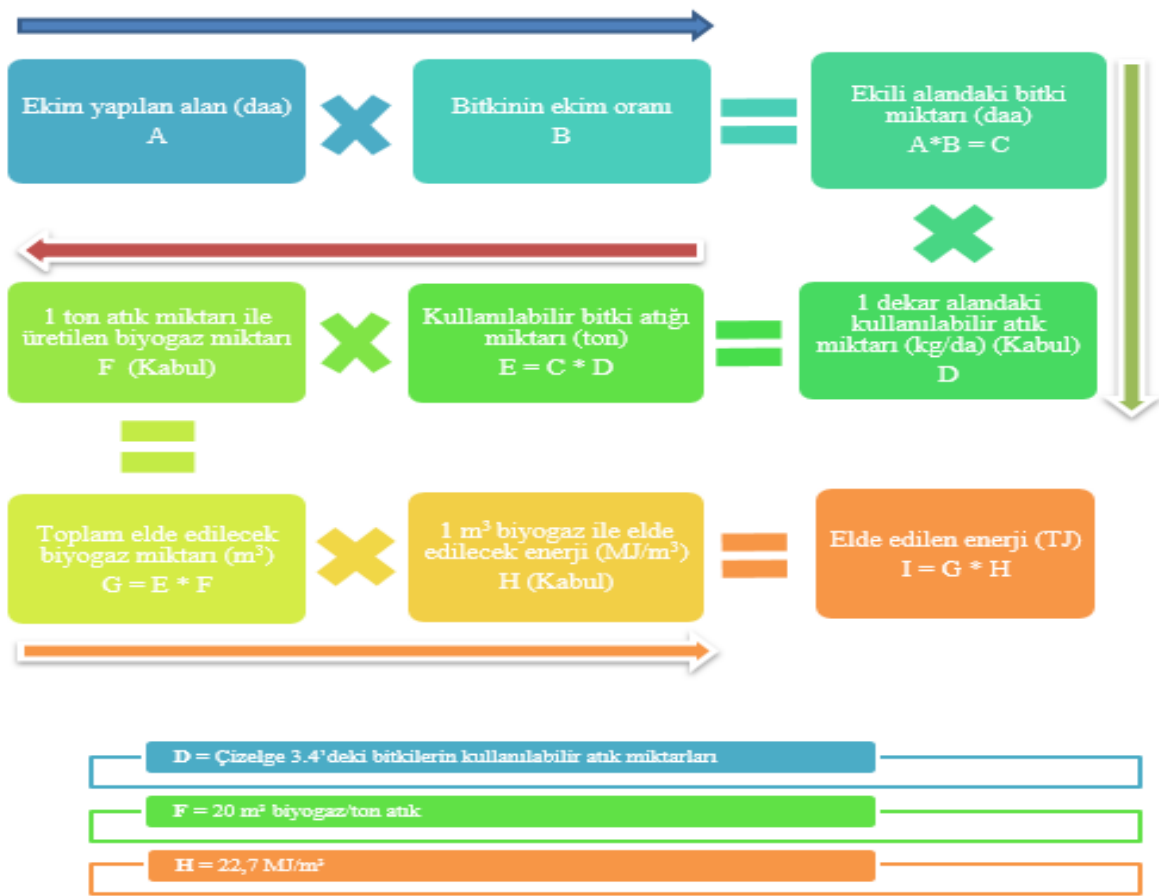 Ekim yapılan alan (daa)
A
Bitkinin ekim oranı
B
Ekili alandaki bitki
miktarı (daa)
A*B = C
1 ton atık miktarı ile
üretilen biyogaz miktarı
F (Kabul)
Kullanılabilir bitki atığı
miktarı (ton)
E = C * D
1 dekar alandaki
kullanılabilir atık
miktarı (kg/da) (Kabul)
D
Toplam elde edilecek
biyogaz miktarı (m³)
G = E * F
1 m³ biyogaz ile elde
edilecek enerji (MJ/m³)
H (Kabul)
Elde edilen enerji (TJ)
I = G * H
D = Çizelge 3.4’deki bitkilerin kullanılabilir atık miktarları
F = 20 m³ biyogaz/ton atık
H = 22,7 MJ/m³